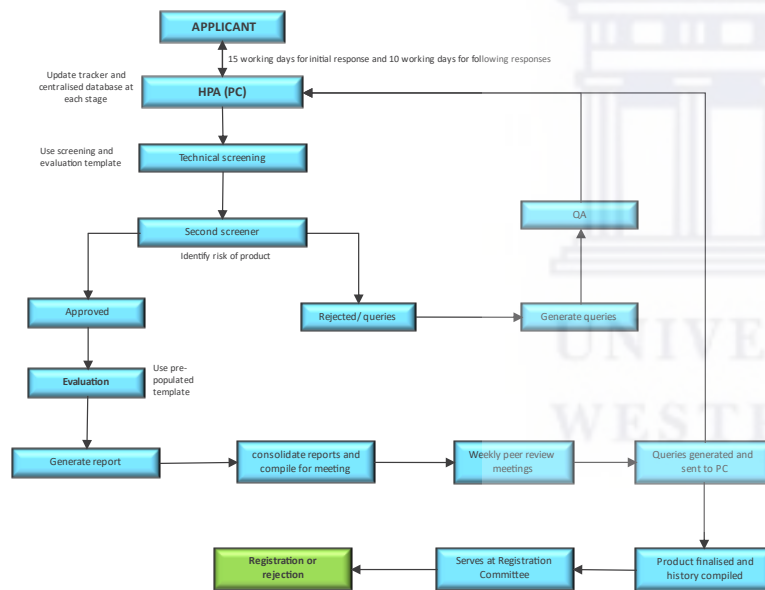 APPLICANT
15 working days for initial response and 10 working days for following responses
Update tracker and
centralised database at
each stage
HPA (PC)
Use screening and
evaluation template
Technical screening
QA
Second screener
Identify risk of product
Approved
Rejected/ queries
Generate queries
UNIVE
Evaluation
Use pre-
populated
template
WESTE
Generate report
consolidate reports and
compile for meeting
Weekly peer review
meetings
Queries generated and
sent to PC
Registration or
rejection
Serves at Registration
Committee
Product finalised and
history compiled